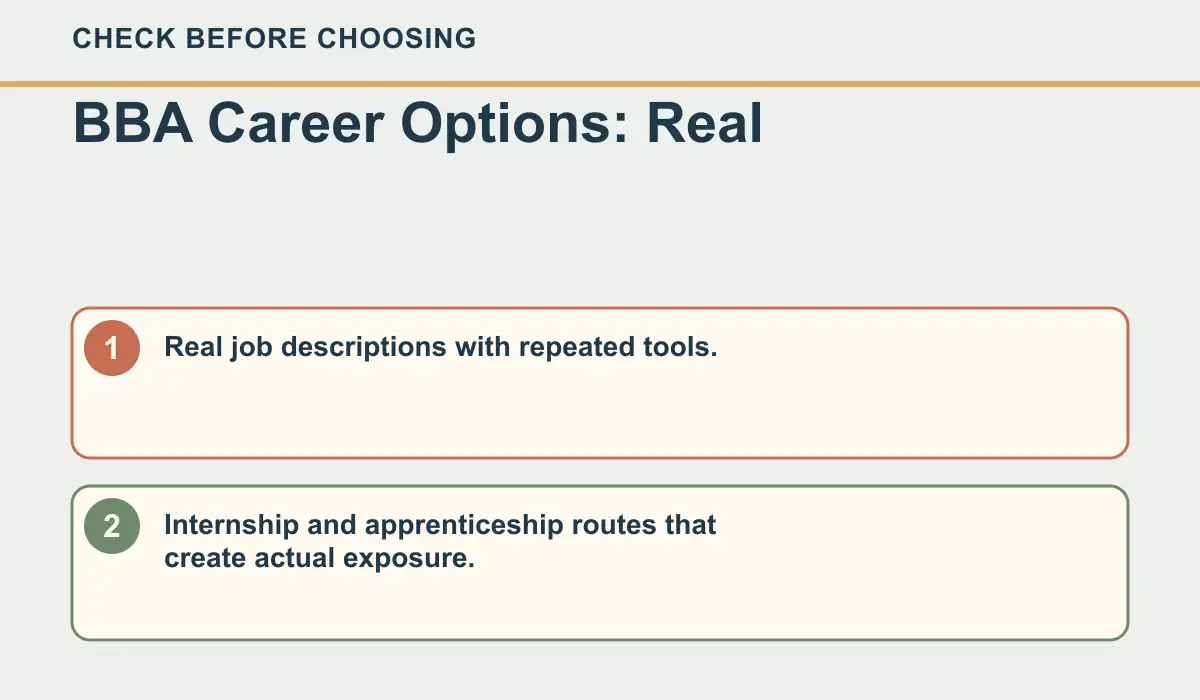 CHECK BEFORE CHOOSING
BBA Career Options: Real
1
Real job descriptions with repeated tools.
2
Internship and apprenticeship routes that
create actual exposure.